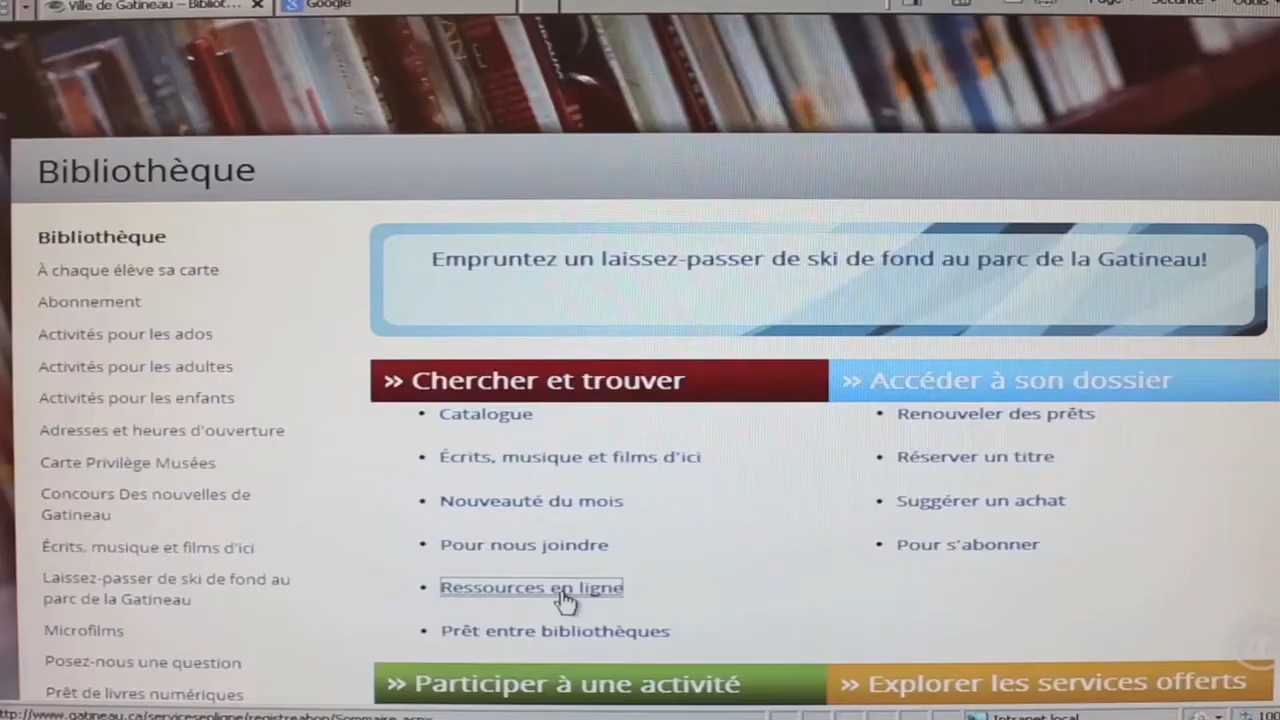 Ville de Gatineau – Bibliot...
Google
Bibliothèque
Bibliothèque
À chaque élève sa carte
Abonnement
Activités pour les ados
Activités pour les adultes
Activités pour les enfants
Adresses et heures d'ouverture
Carte Privilège Musées
Concours Des nouvelles de
Gatineau
Écrits, musique et films d'ici
Laissez-passer de ski de fond au
parc de la Gatineau
Microfilms
Posez-nous une question
Prêt de livres numériques
Empruntez un laissez-passer de ski de fond au parc de la Gatineau!
» Chercher et trouver
• Catalogue
• Écrits, musique et films d'ici
• Nouveauté du mois
• Pour nous joindre
• Ressources en ligne
• Prêt entre bibliothèques
» Accéder à son dossier
• Renouveler des prêts
• Réserver un titre
• Suggérer un achat
• Pour s'abonner
» Participer à une activité
» Explorer les services offerts
Intranet local